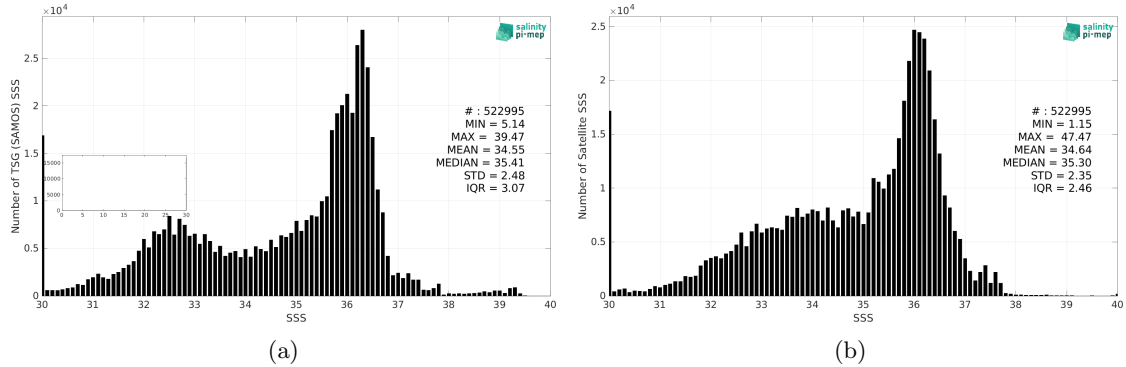 ×10⁴
salinity
pi-mep
2.5
2
1.5
1
0.5
0
Number of TSG (SAMOS) SSS
# : 522995
MIN = 5.14
MAX = 39.47
MEAN = 34.55
MEDIAN = 35.41
STD = 2.48
IQR = 3.07
15000
10000
5000
0
0 5 10 15 20 25 30
30 31 32 33 34 35 36 37 38 39 40
SSS
(a)
×10⁴
salinity
pi-mep
2.5
2
1.5
1
0.5
0
Number of Satellite SSS
# : 522995
MIN = 1.15
MAX = 47.47
MEAN = 34.64
MEDIAN = 35.30
STD = 2.35
IQR = 2.46
30 31 32 33 34 35 36 37 38 39 40
SSS
(b)